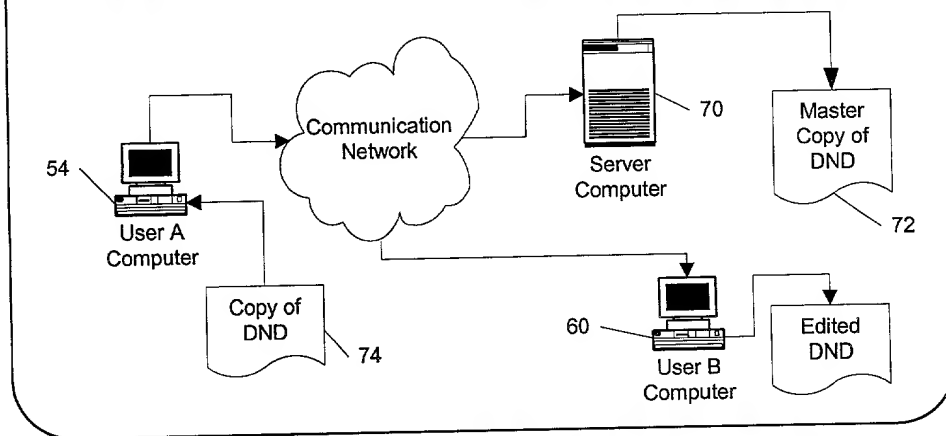 Communication
Network
70
Server
Computer
Master
Copy of
DND
72
54
User A
Computer
Copy of
DND
74
60
User B
Computer
Edited
DND